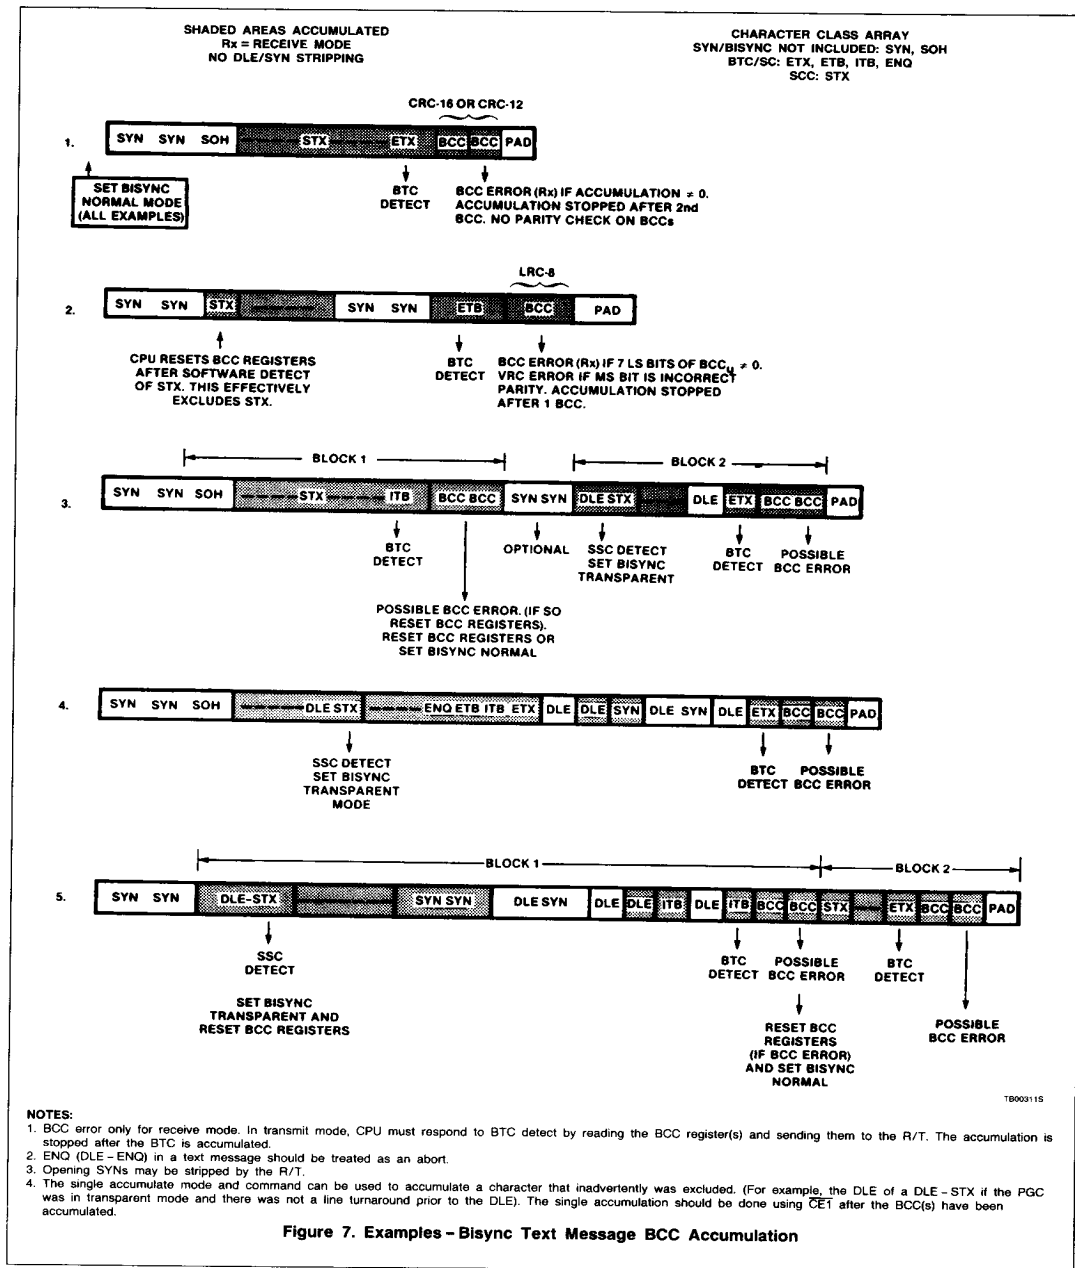 SHADED AREAS ACCUMULATED
Rx = RECEIVE MODE
NO DLE/SYN STRIPPING
CHARACTER CLASS ARRAY
SYN/BISYNC NOT INCLUDED: SYN, SOH
BTC/SC: ETX, ETB, ITB, ENQ
SCC: STX
CRC-16 OR CRC-12
1. SYN SYN SOH STX ETX BCC BCC PAD
SET BISYNC
NORMAL MODE
(ALL EXAMPLES)
BTC
DETECT
BCC ERROR (Rx) IF ACCUMULATION ≠ 0.
ACCUMULATION STOPPED AFTER 2nd
BCC. NO PARITY CHECK ON BCCs
LRC-8
2. SYN SYN STX SYN SYN ETB BCC PAD
CPU RESETS BCC REGISTERS
AFTER SOFTWARE DETECT
OF STX. THIS EFFECTIVELY
EXCLUDES STX.
BTC
DETECT
BCC ERROR (Rx) IF 7 LS BITS OF BCCU ≠ 0.
VRC ERROR IF MS BIT IS INCORRECT
PARITY. ACCUMULATION STOPPED
AFTER 1 BCC.
BLOCK 1 BLOCK 2
3. SYN SYN SOH STX ITB BCC BCC SYN SYN DLE STX DLE ETX BCC BCC PAD
BTC
DETECT
OPTIONAL
SSC DETECT
SET BISYNC
TRANSPARENT
BTC
DETECT
POSSIBLE
BCC ERROR
POSSIBLE BCC ERROR. (IF SO
RESET BCC REGISTERS).
RESET BCC REGISTERS OR
SET BISYNC NORMAL
4. SYN SYN SOH DLE STX ENQ ETB ITB ETX DLE DLE SYN DLE SYN DLE ETX BCC BCC PAD
SSC DETECT
SET BISYNC
TRANSPARENT
MODE
BTC
DETECT
POSSIBLE
BCC ERROR
BLOCK 1 BLOCK 2
5. SYN SYN DLE-STX SYN SYN DLE SYN DLE DLE ITB DLE ITB BCC BCC STX ETX BCC BCC PAD
SSC
DETECT
SET BISYNC
TRANSPARENT AND
RESET BCC REGISTERS
BTC
DETECT
POSSIBLE
BCC ERROR
BTC
DETECT
RESET BCC
REGISTERS
(IF BCC ERROR)
AND SET BISYNC
NORMAL
POSSIBLE
BCC ERROR
TB00311S
NOTES:
1. BCC error only for receive mode. In transmit mode, CPU must respond to BTC detect by reading the BCC register(s) and sending them to the R/T. The accumulation is
stopped after the BTC is accumulated.
2. ENQ (DLE – ENQ) in a text message should be treated as an abort.
3. Opening SYNs may be stripped by the R/T.
4. The single accumulate mode and command can be used to accumulate a character that inadvertently was excluded. (For example, the DLE of a DLE – STX if the PGC
was in transparent mode and there was not a line turnaround prior to the DLE). The single accumulation should be done using CE1 after the BCC(s) have been
accumulated.
Figure 7. Examples – Bisync Text Message BCC Accumulation